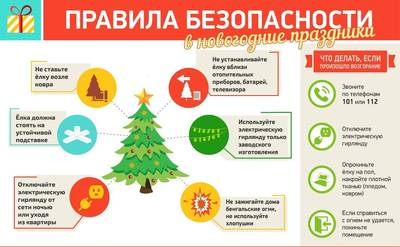 ПРАВИЛА БЕЗОПАСНОСТИ
в новогодние праздники
Не ставьте
ёлку возле
ковра
Не устанавливайте
ёлку вблизи
отопительных
приборов, батарей,
телевизора
Ёлка должна
стоять на
устойчивой
подставке
Используйте
электрическую
гирлянду только
заводского
изготовления
Отключайте
электрическую
гирлянду от
сети ночью
или уходя
из квартиры
Не зажигайте дома
бенгальские огни,
не используйте
хлопушки
ЧТО ДЕЛАТЬ, ЕСЛИ
ПРОИЗОШЛО ВОЗГОРАНИЕ
Звоните
по телефонам
101 или 112
Отключите
электрическую
гирлянду
Опрокиньте
ёлку на пол,
накройте плотной
тканью (пледом,
ковром)
Если справиться
с огнем не удается,
покиньте
помещение